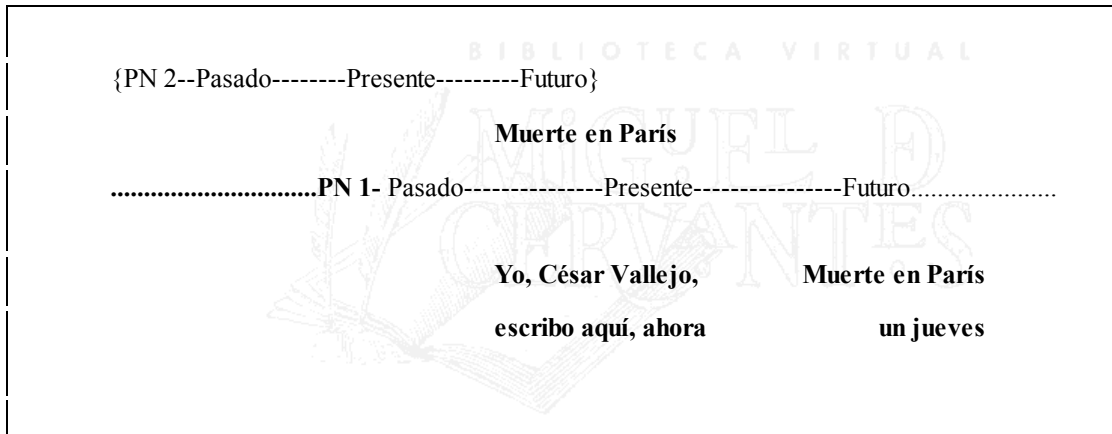 BIBLIOTECA VIRTUAL
{PN 2--Pasado--------Presente---------Futuro}
MIGUEL D
Muerte en París
...............................PN 1- Pasado---------------Presente----------------Futuro......................
CERVANTES
Yo, César Vallejo, Muerte en París
escribo aquí, ahora un jueves